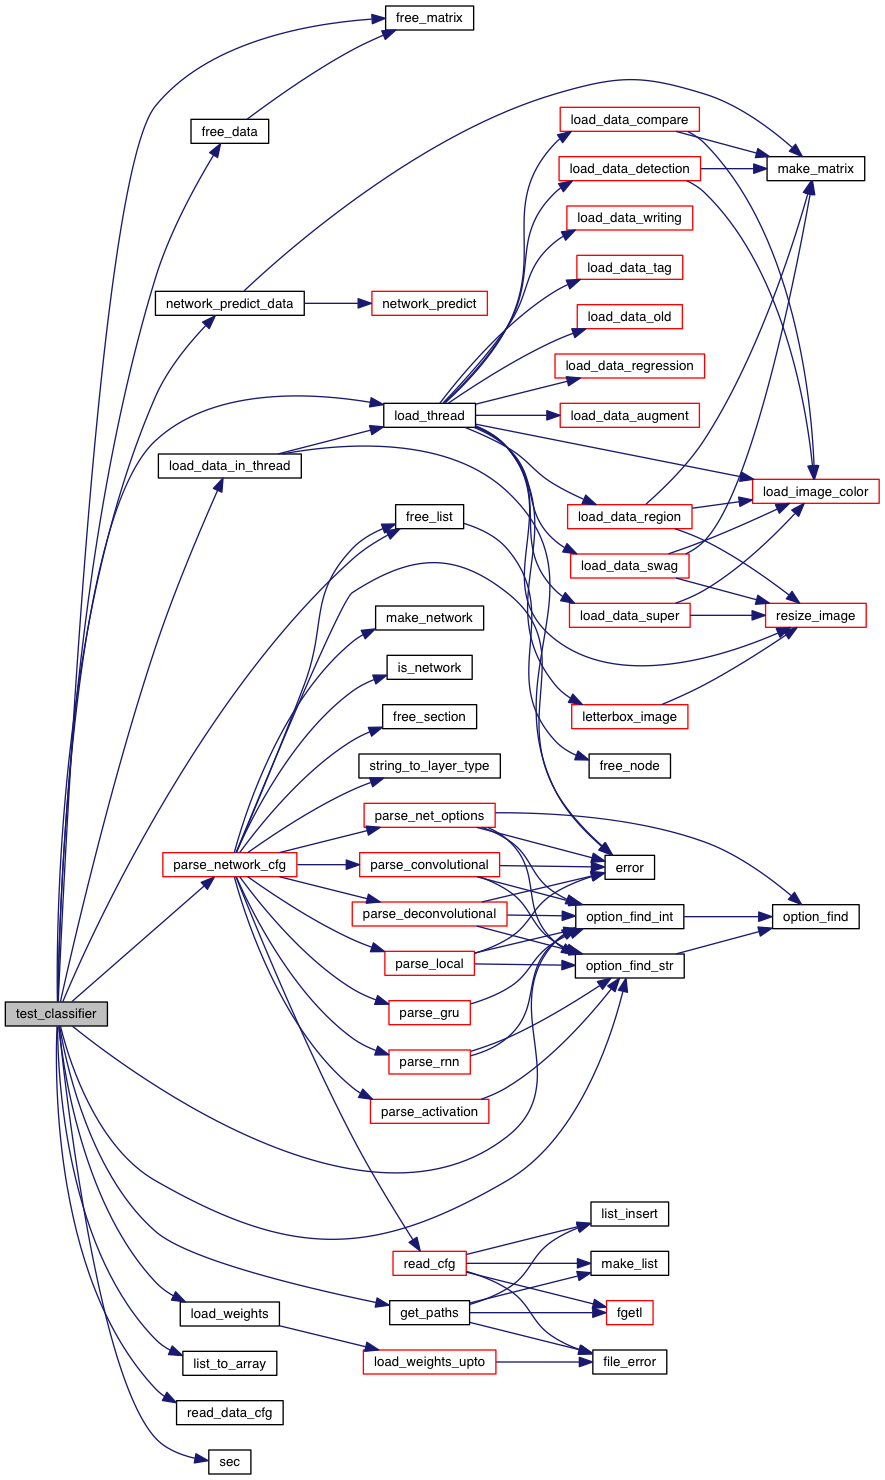 free_matrix
free_data
load_data_compare
make_matrix
load_data_detection
load_data_writing
load_data_tag
network_predict_data
network_predict
load_data_old
load_data_regression
load_thread
load_data_augment
load_data_in_thread
load_image_color
free_list
load_data_region
load_data_swag
make_network
load_data_super
resize_image
is_network
free_section
letterbox_image
string_to_layer_type
free_node
parse_net_options
parse_network_cfg
parse_convolutional
error
parse_deconvolutional
option_find_int
option_find
parse_local
option_find_str
test_classifier
parse_gru
parse_rnn
parse_activation
list_insert
read_cfg
make_list
load_weights
get_paths
fgetl
list_to_array
load_weights_upto
file_error
read_data_cfg
sec